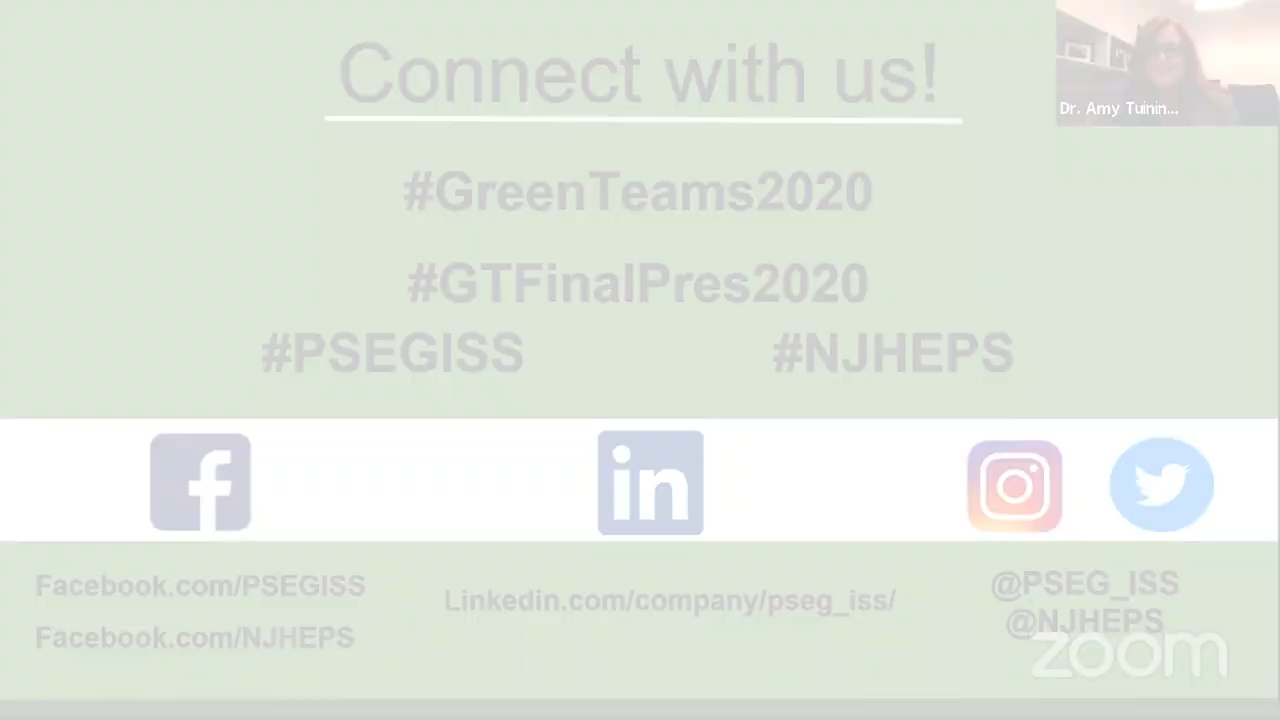 Connect with us!
Dr. Amy Tuinin...
#GreenTeams2020
#GTFinalPres2020
#PSEGISS #NJHEPS
f in
Facebook.com/PSEGISS
Facebook.com/NJHEPS
Linkedin.com/company/pseg_iss/
@PSEG_ISS
@NJHEPS
zoom